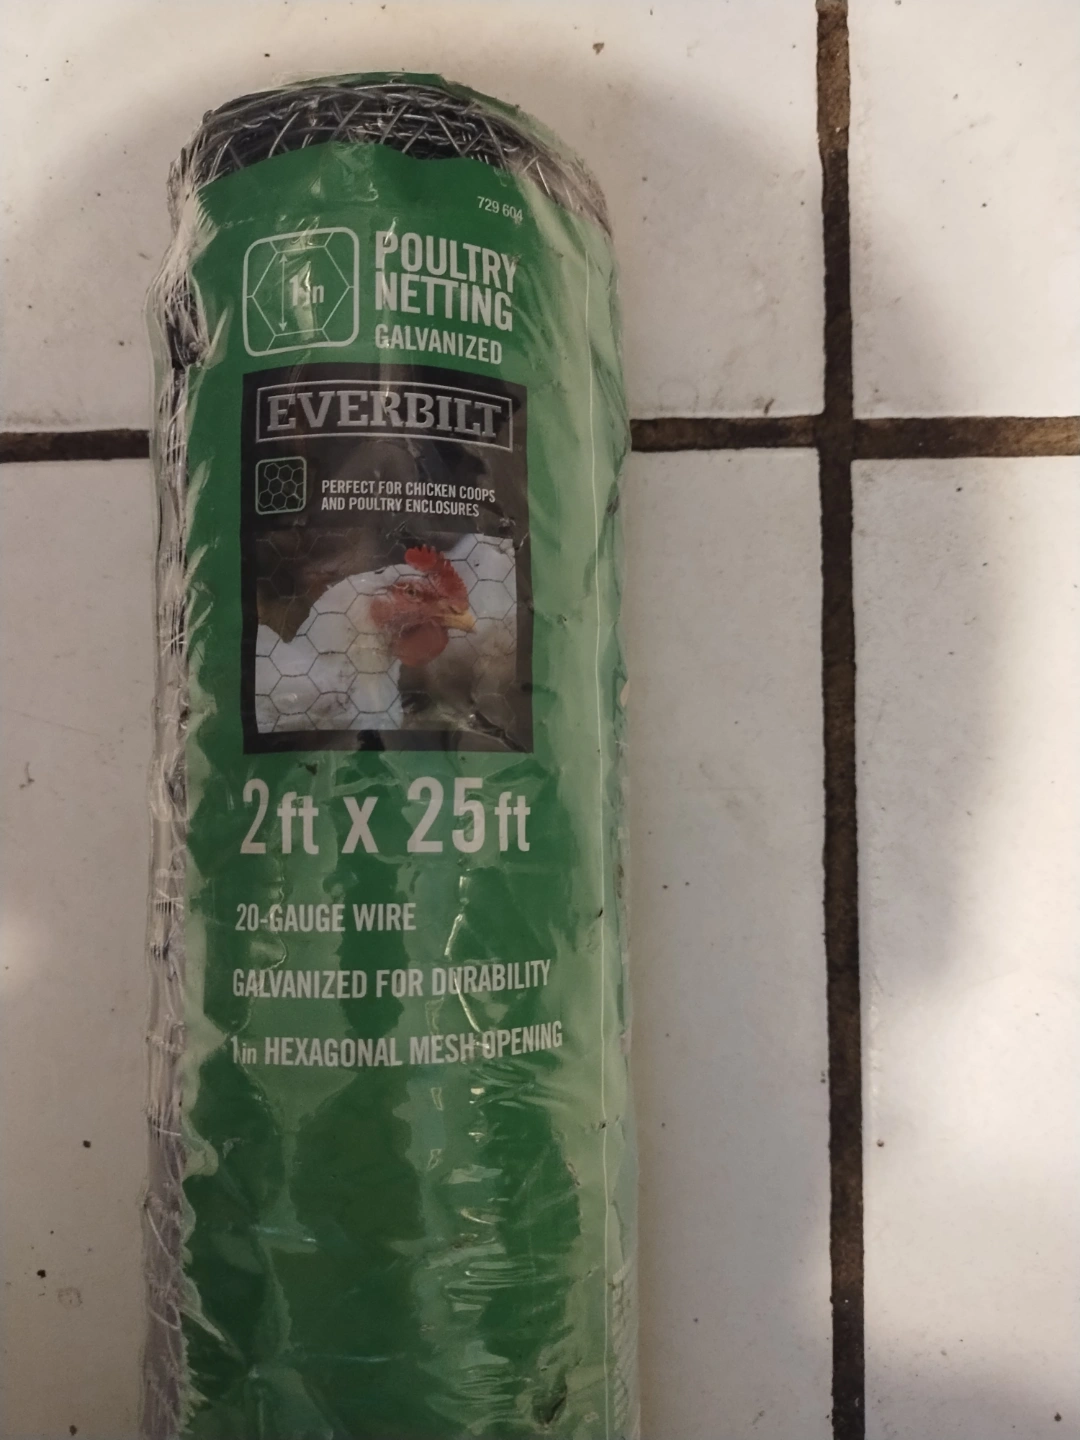 729 604
1in
POULTRY
NETTING
GALVANIZED
EVERBILT
PERFECT FOR CHICKEN COOPS
AND POULTRY ENCLOSURES
2ft x 25ft
20-GAUGE WIRE
GALVANIZED FOR DURABILITY
1in HEXAGONAL MESH OPENING